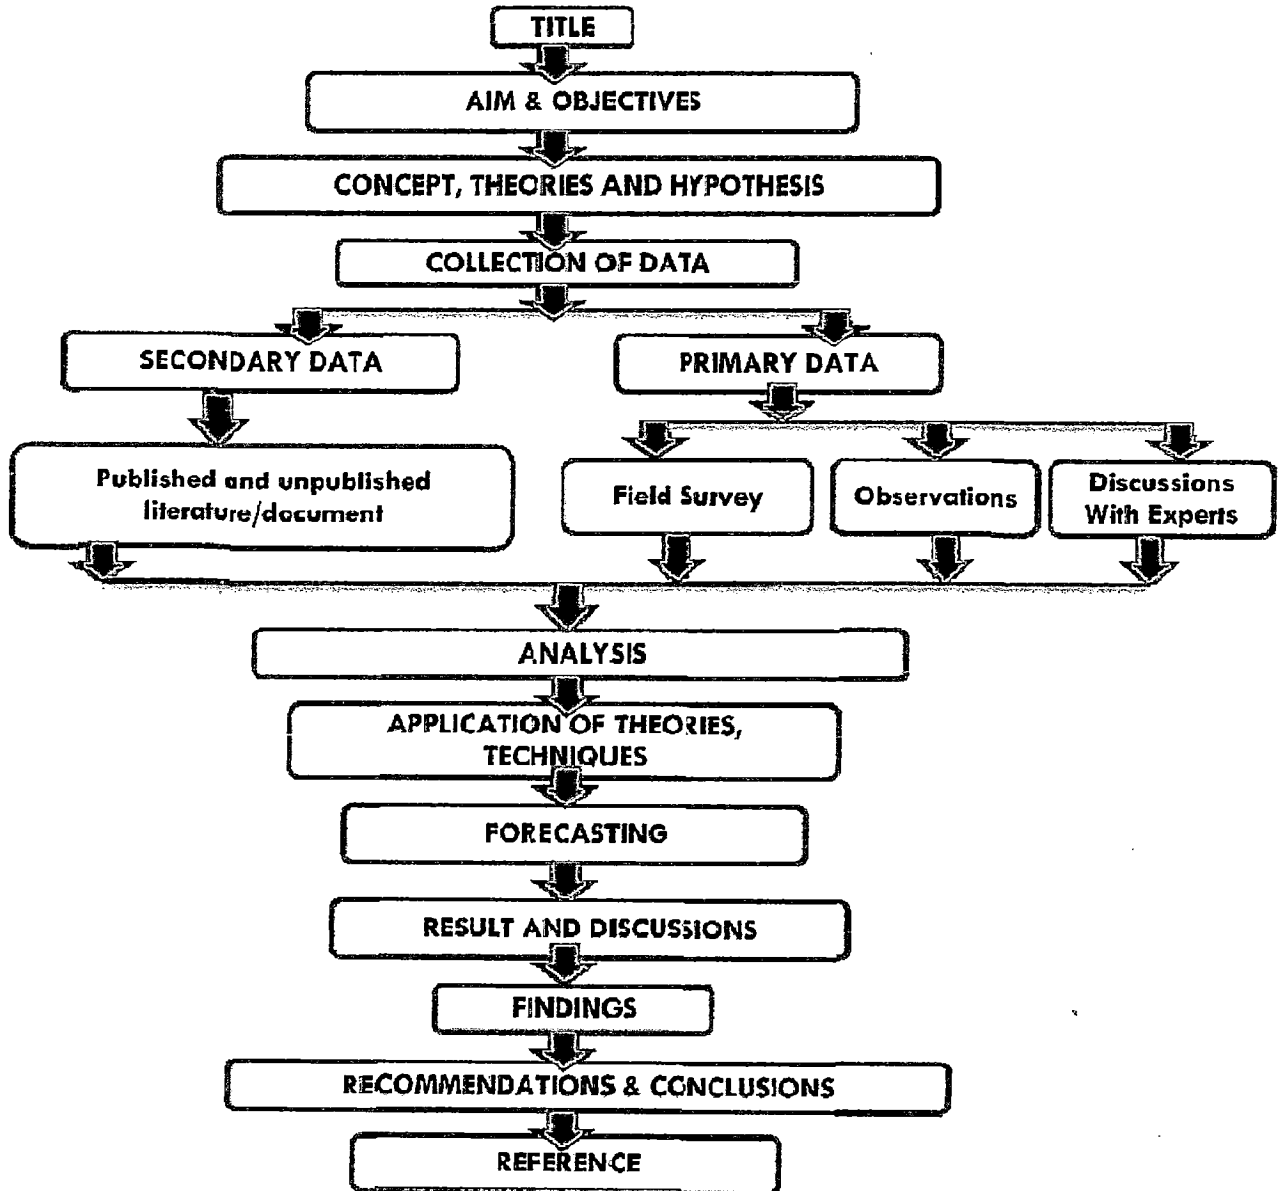 TITLE
AIM & OBJECTIVES
CONCEPT, THEORIES AND HYPOTHESIS
COLLECTION OF DATA
SECONDARY DATA
PRIMARY DATA
Published and unpublished
literature/document
Field Survey
Observations
Discussions
With Experts
ANALYSIS
APPLICATION OF THEORIES,
TECHNIQUES
FORECASTING
RESULT AND DISCUSSIONS
FINDINGS
RECOMMENDATIONS & CONCLUSIONS
REFERENCE